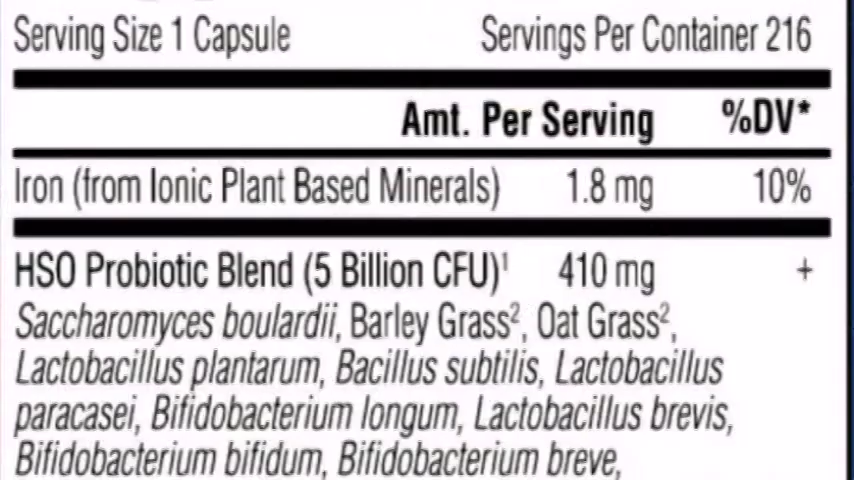 Serving Size 1 Capsule Servings Per Container 216
Amt. Per Serving %DV*
Iron (from Ionic Plant Based Minerals) 1.8 mg 10%
HSO Probiotic Blend (5 Billion CFU)¹ 410 mg +
Saccharomyces boulardii, Barley Grass², Oat Grass²,
Lactobacillus plantarum, Bacillus subtilis, Lactobacillus
paracasei, Bifidobacterium longum, Lactobacillus brevis,
Bifidobacterium bifidum, Bifidobacterium breve,